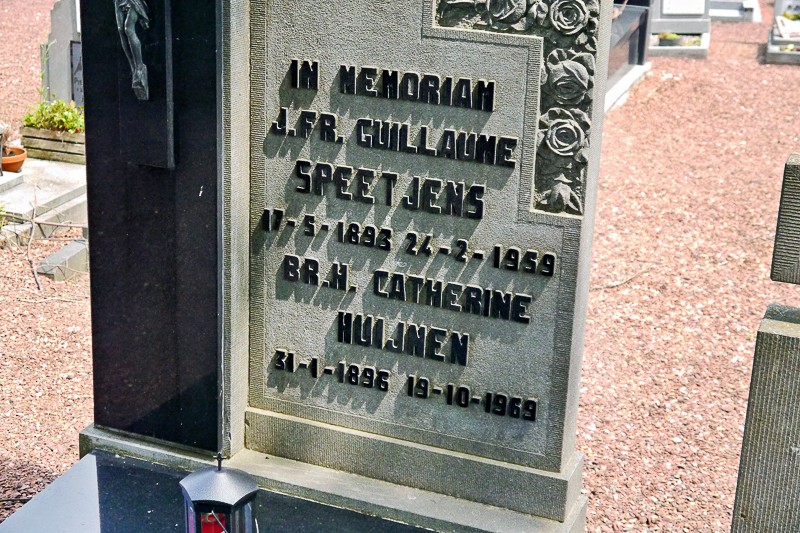 IN MEMORIAM
J.FR. GUILLAUME
SPEETJENS
17-5-1893 24-2-1959
BR.H. CATHERINE
HUIJNEN
31-1-1896 19-10-1969